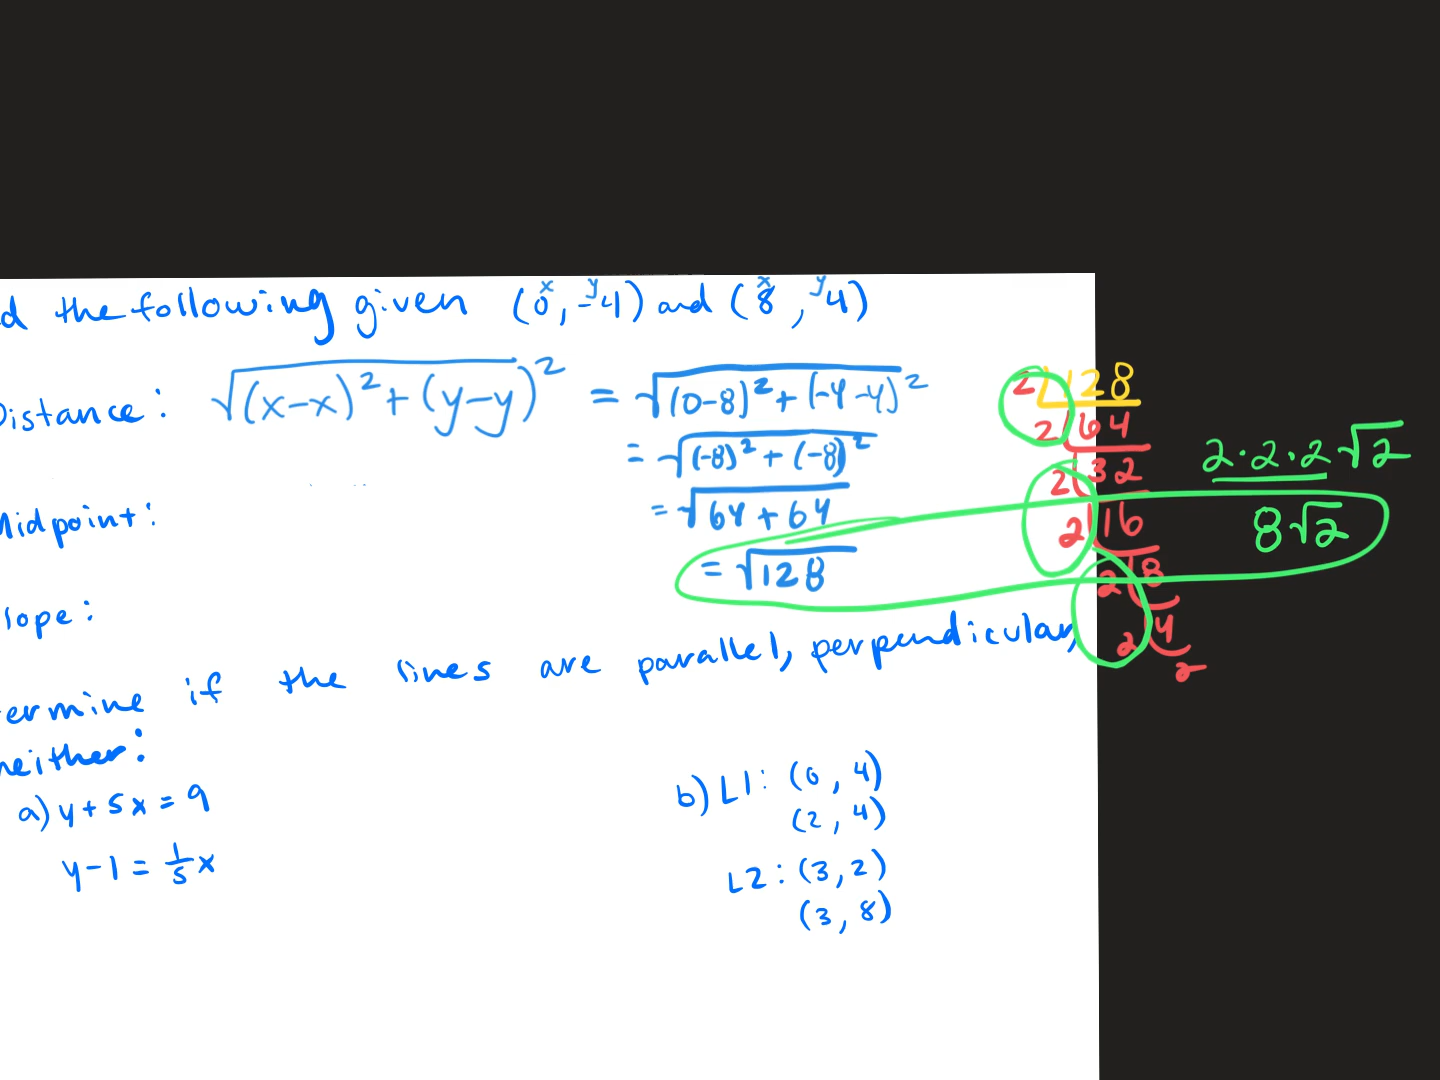 d the following given (0, -4) and (8, 4)
x y x y
Distance: √(x-x)²+(y-y)² = √(0-8)²+(-4-4)²
= √(-8)²+(-8)²
= √64+64
= √128
2 128
2 64
2 32
2 16
2 8
2 4
2
2·2·2√2
8√2
Midpoint:
lope:
ermine if the lines are parallel, perpendicular,
neither:
a) y+5x=9
y-1=1/5x
b) L1: (0, 4)
(2, 4)
L2: (3, 2)
(3, 8)